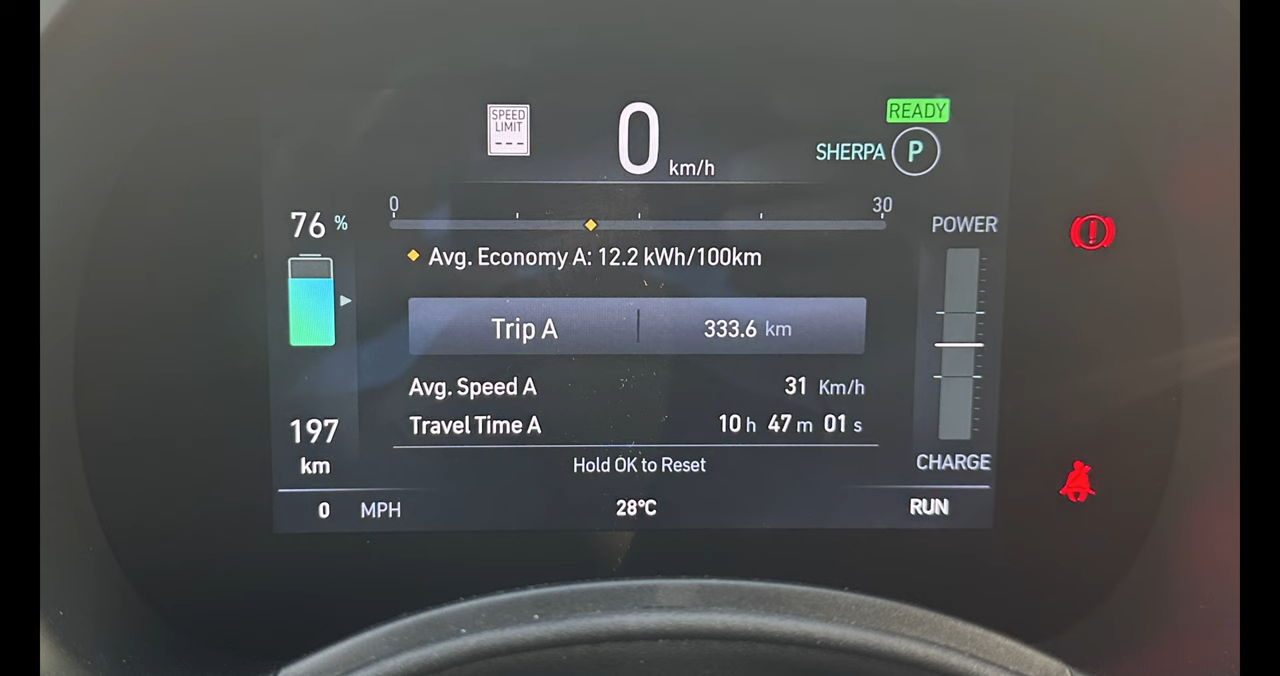 SPEED
LIMIT
---
0 km/h
READY
SHERPA P
0 30
76 %
POWER
Avg. Economy A: 12.2 kWh/100km
Trip A 333.6 km
Avg. Speed A 31 Km/h
Travel Time A 10 h 47 m 01 s
197
km
Hold OK to Reset
CHARGE
0 MPH 28°C RUN